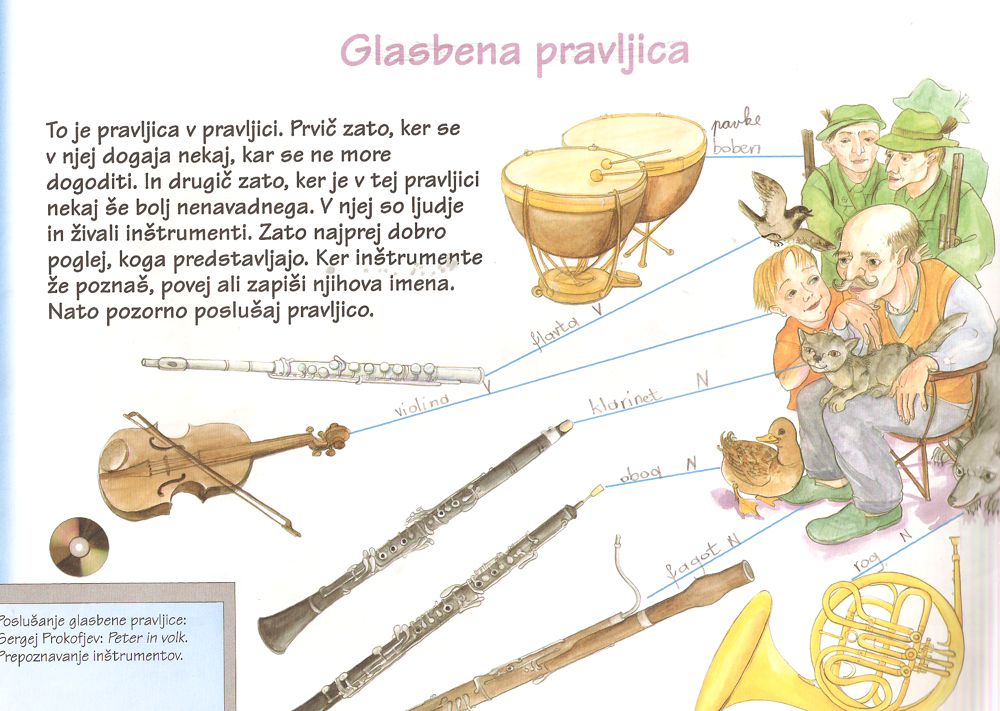 Glasbena pravljica
To je pravljica v pravljici. Prvič zato, ker se
v njej dogaja nekaj, kar se ne more
dogoditi. In drugič zato, ker je v tej pravljici
nekaj še bolj nenavadnega. V njej so ljudje
in živali inštrumenti. Zato najprej dobro
poglej, koga predstavljajo. Ker inštrumente
že poznaš, povej ali zapiši njihova imena.
Nato pozorno poslušaj pravljico.
pavke
boben
flavta V
violina V
klarinet N
oboa N
fagot N
rog N
Poslušanje glasbene pravljice:
Sergej Prokofjev: Peter in volk.
Prepoznavanje inštrumentov.